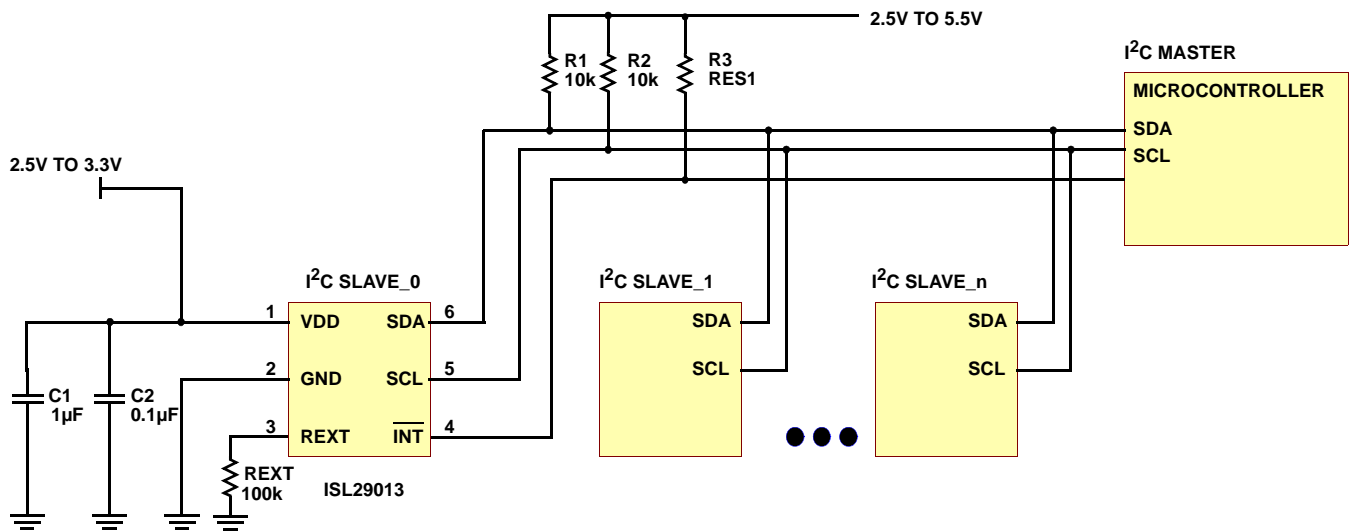 2.5V TO 5.5V
R1
10k
R2
10k
R3
RES1
I²C MASTER
MICROCONTROLLER
SDA
SCL
2.5V TO 3.3V
I²C SLAVE_0
1
VDD
SDA
6
2
GND
SCL
5
3
REXT
INT
4
C1
1µF
C2
0.1µF
REXT
100k
ISL29013
I²C SLAVE_1
SDA
SCL
I²C SLAVE_n
SDA
SCL